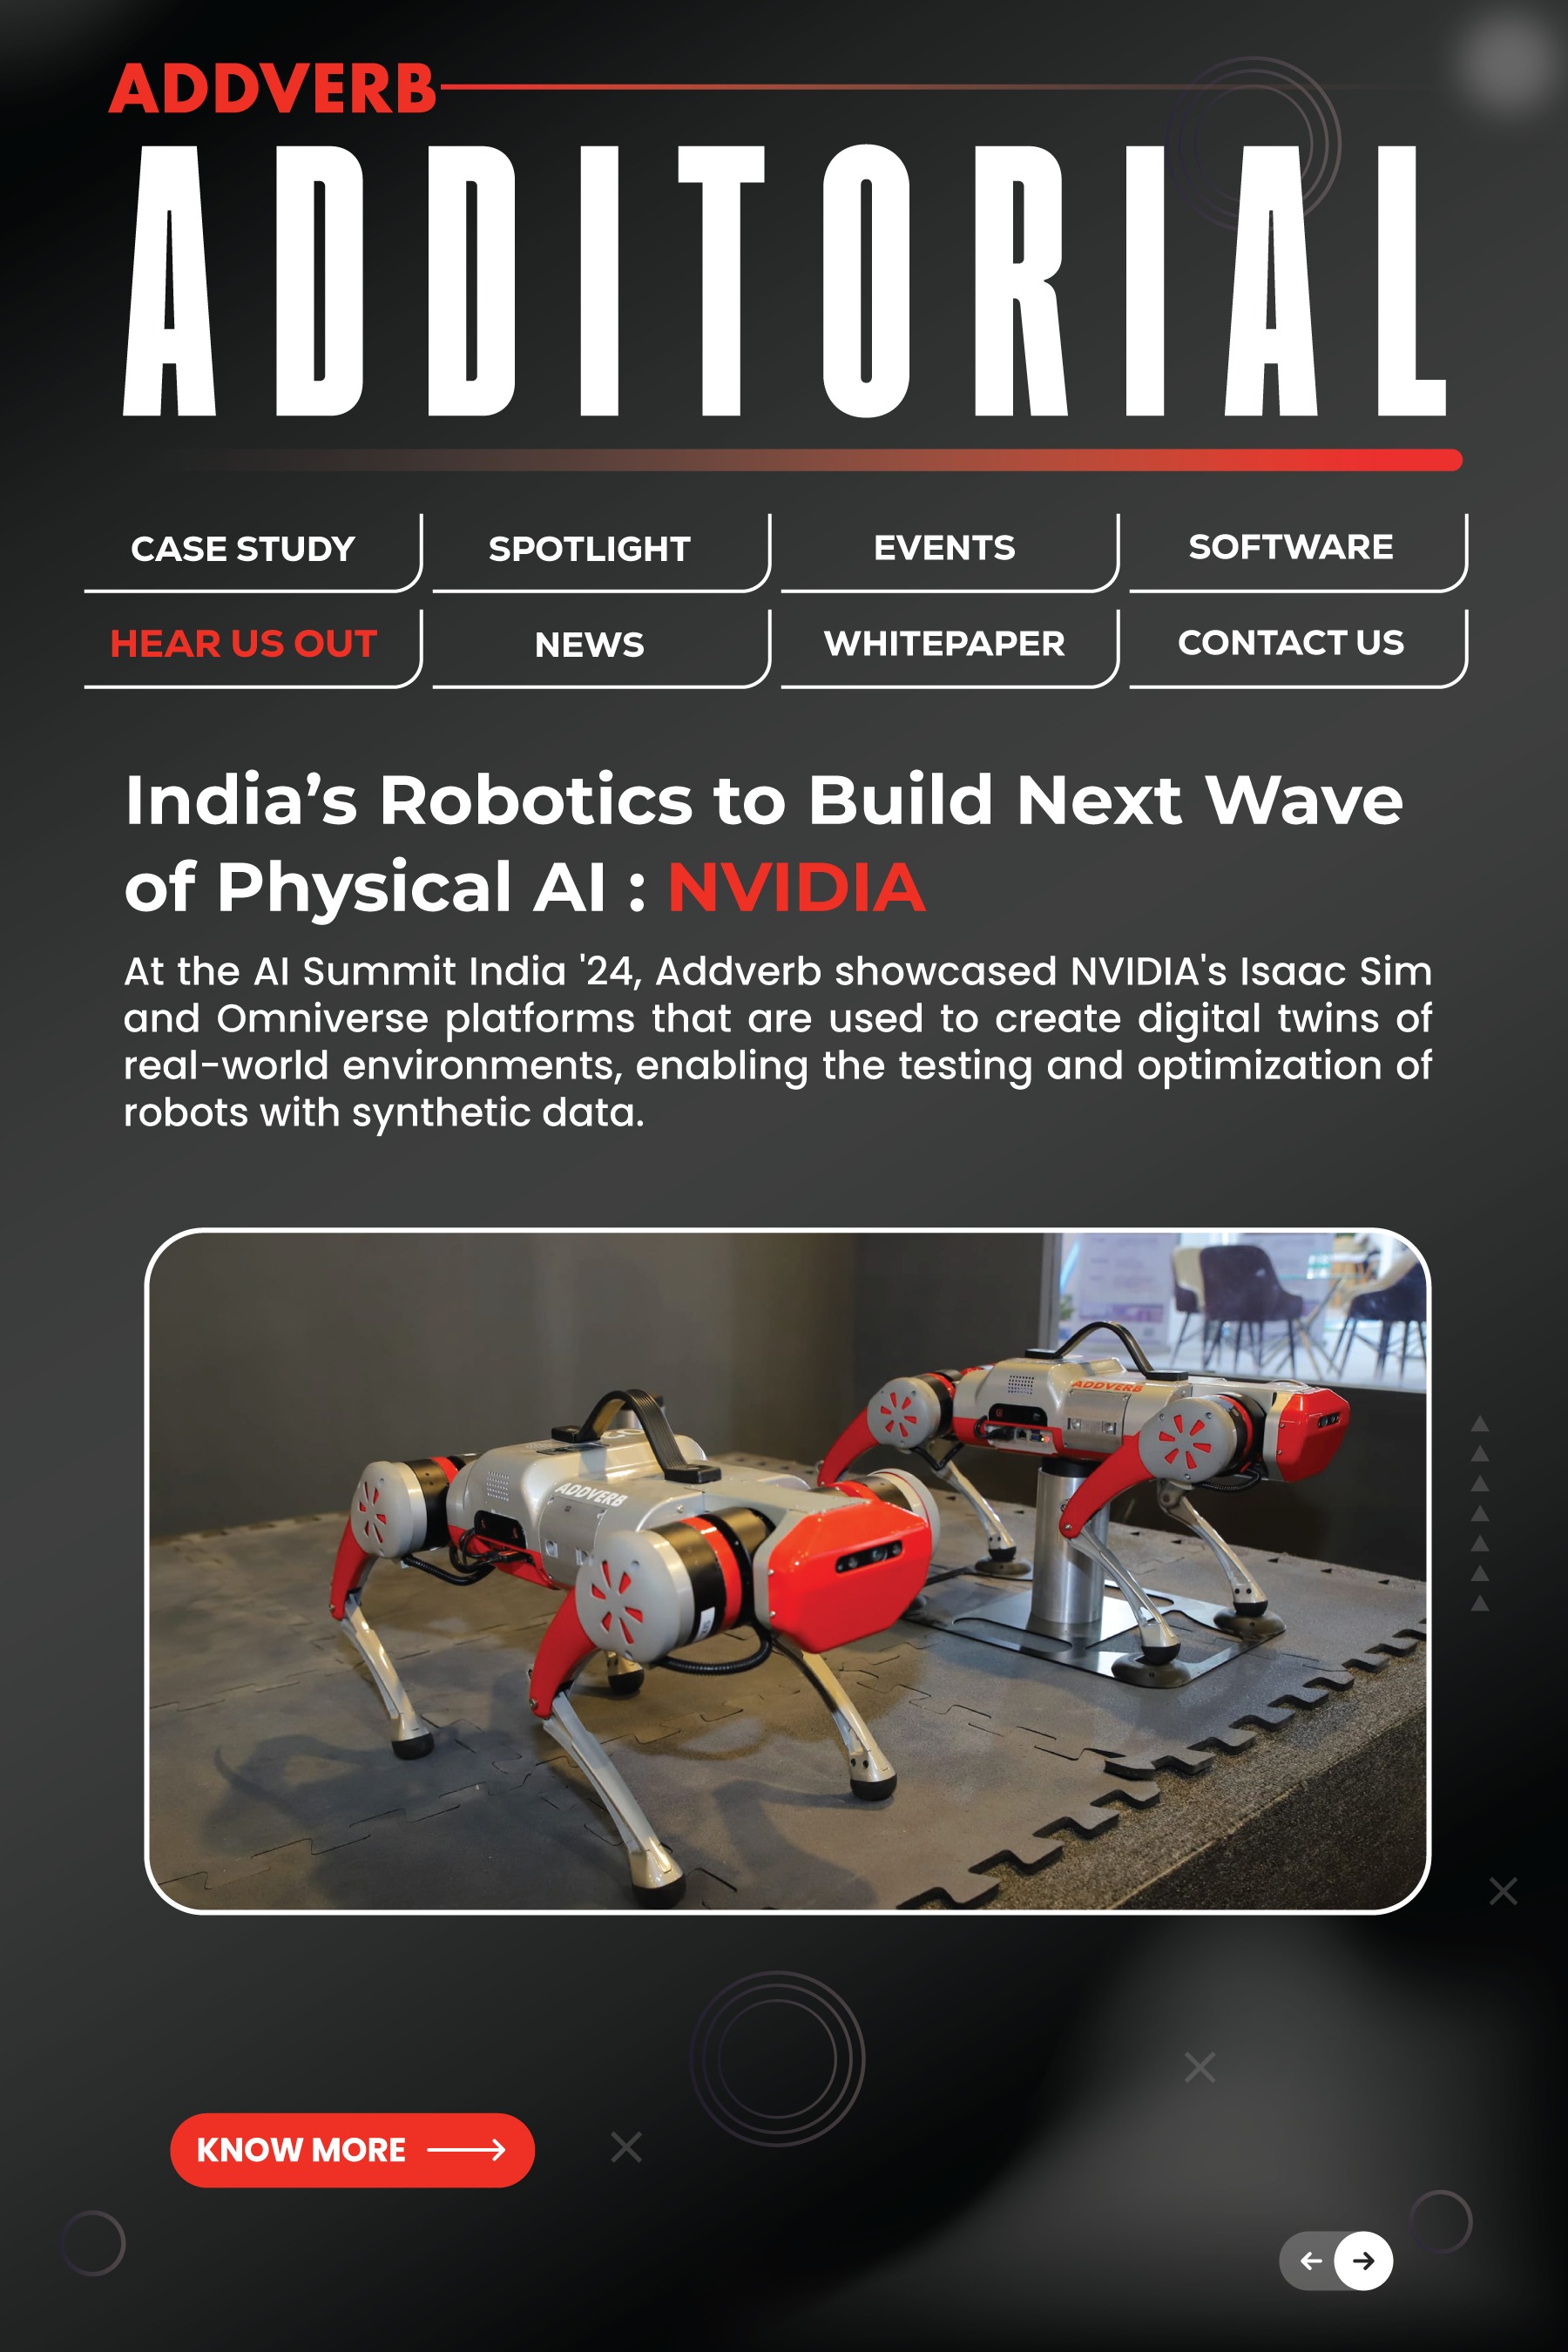 ADDVERB
ADDITORIAL
CASE STUDY
SPOTLIGHT
EVENTS
SOFTWARE
HEAR US OUT
NEWS
WHITEPAPER
CONTACT US
India’s Robotics to Build Next Wave
of Physical AI : NVIDIA
At the AI Summit India '24, Addverb showcased NVIDIA's Isaac Sim
and Omniverse platforms that are used to create digital twins of
real-world environments, enabling the testing and optimization of
robots with synthetic data.
ADDVERB
ADDVERB
KNOW MORE